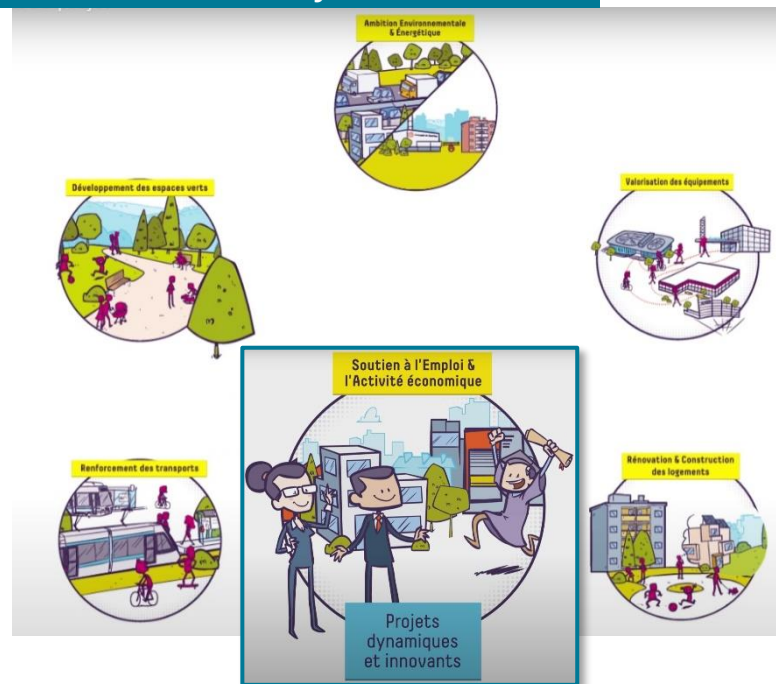 Ambition Environnementale
& Énergétique
Développement des espaces verts
Valorisation des équipements
Soutien à l'Emploi &
l'Activité économique
Renforcement des transports
Rénovation & Construction
des logements
Projets
dynamiques
et innovants